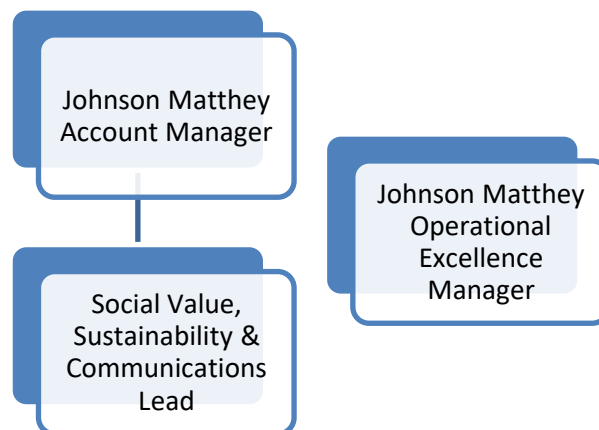 Johnson Matthey
Account Manager
Johnson Matthey
Operational
Excellence
Manager
Social Value,
Sustainability &
Communications
Lead